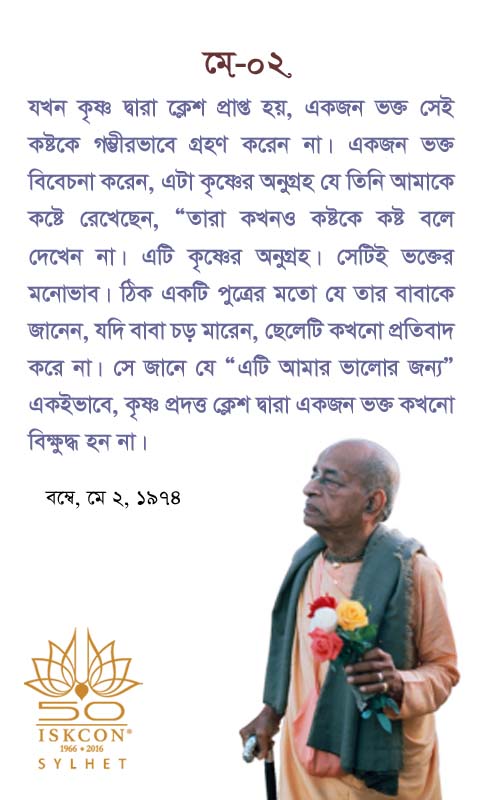 মে-০২
যখন কৃষ্ণ দ্বারা ক্লেশ প্রাপ্ত হয়, একজন ভক্ত সেই
কষ্টকে গম্ভীরভাবে গ্রহণ করেন না। একজন ভক্ত
বিবেচনা করেন, এটা কৃষ্ণের অনুগ্রহ যে তিনি আমাকে
কষ্টে রেখেছেন, “তারা কখনও কষ্টকে কষ্ট বলে
দেখেন না। এটি কৃষ্ণের অনুগ্রহ। সেটিই ভক্তের
মনোভাব। ঠিক একটি পুত্রের মতো যে তার বাবাকে
জানেন, যদি বাবা চড় মারেন, ছেলেটি কখনো প্রতিবাদ
করে না। সে জানে যে “এটি আমার ভালোর জন্য”
একইভাবে, কৃষ্ণ প্রদত্ত ক্লেশ দ্বারা একজন ভক্ত কখনো
বিক্ষুদ্ধ হন না।
বম্বে, মে ২, ১৯৭৪
50
ISKCON®
1966 • 2016
SYLHET